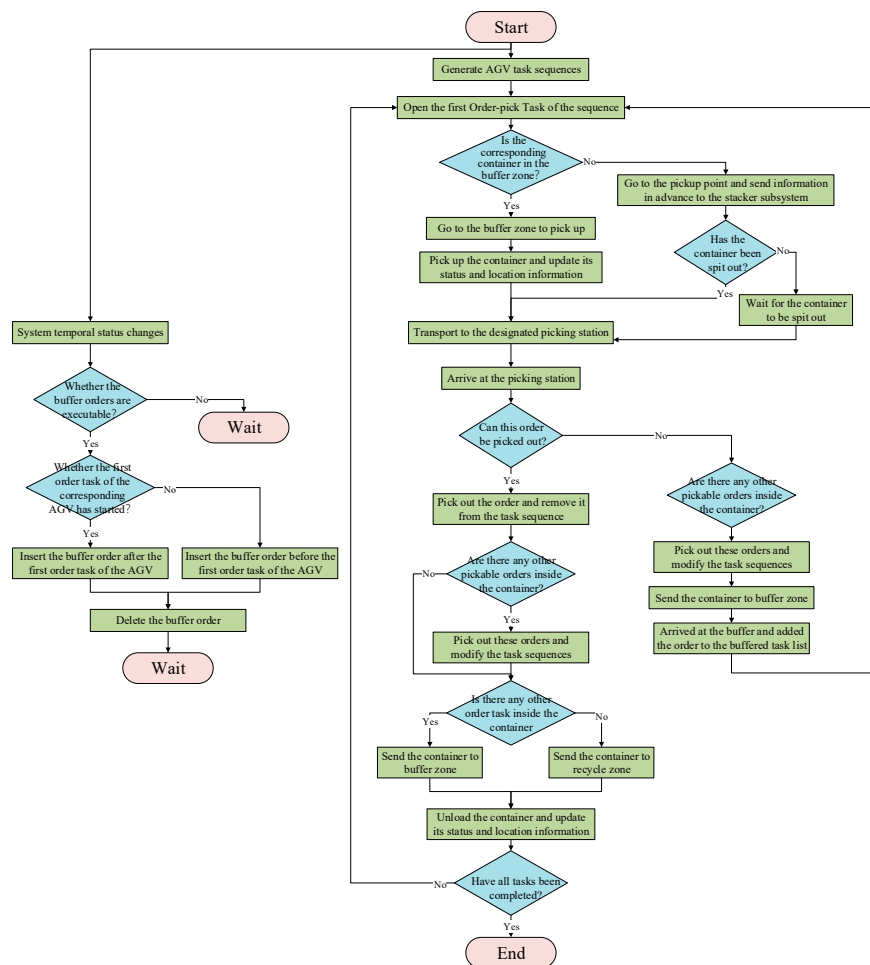 Start
Generate AGV task sequences
Open the first Order-pick Task of the sequence
Is the
corresponding
container in the
buffer zone?
No
Yes
Go to the pickup point and send information
in advance to the stacker subsystem
Go to the buffer zone to pick up
Has the
container been
spit out?
No
Yes
Pick up the container and update its
status and location information
Wait for the container
to be spit out
System temporal status changes
Transport to the designated picking station
Arrive at the picking station
Whether the
buffer orders are
executable?
No
Yes
Wait
Can this order
be picked out?
No
Yes
Whether the first
order task of the
corresponding
AGV has started?
No
Yes
Are there any other
pickable orders inside
the container?
Pick out the order and remove it
from the task sequence
Insert the buffer order after the
first order task of the AGV
Insert the buffer order before the
first order task of the AGV
Are there any other
pickable orders inside
the container?
No
Yes
Pick out these orders and
modify the task sequences
Send the container to buffer zone
Delete the buffer order
Pick out these orders and
modify the task sequences
Arrived at the buffer and added
the order to the buffered task list
Wait
Is there any other
order task inside the
container
Yes
No
Send the container to
buffer zone
Send the container to
recycle zone
Unload the container and update
its status and location information
Have all tasks been
completed?
No
Yes
End